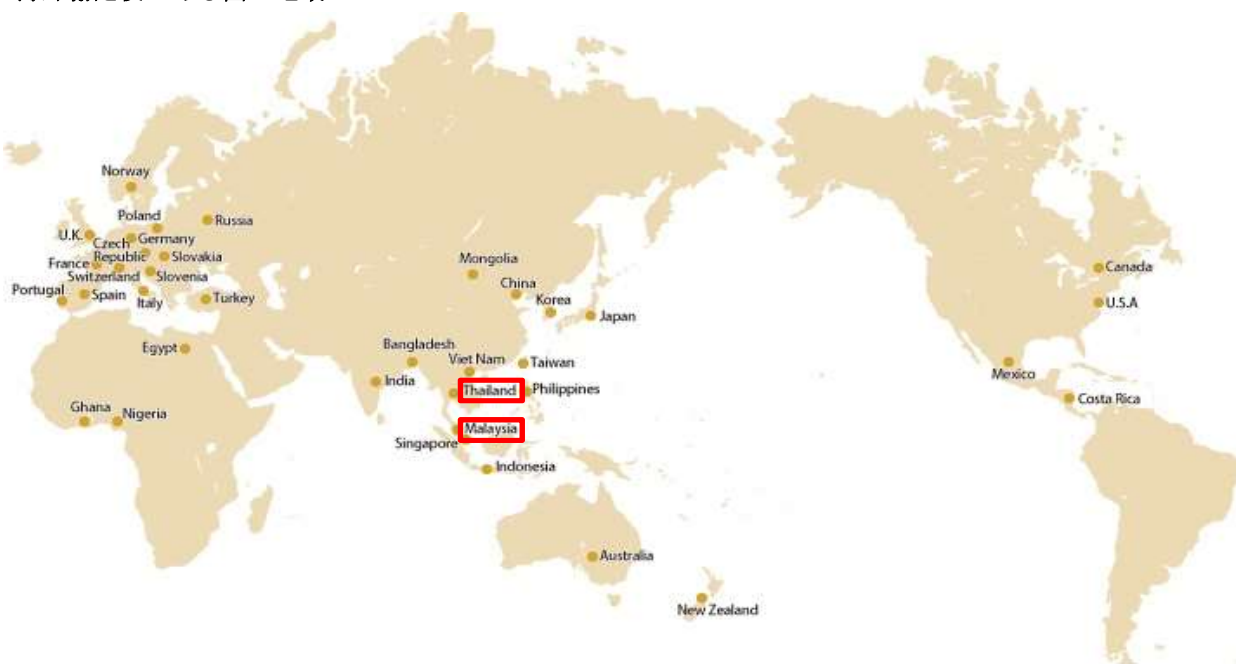 Norway
Poland
Russia
U.K.
Czech
Republic
Germany
France
Slovakia
Switzerland
Slovenia
Portugal
Spain
Italy
Turkey
Mongolia
China
Korea
Japan
Canada
U.S.A
Egypt
Bangladesh
Viet Nam
Taiwan
India
Thailand
Philippines
Mexico
Costa Rica
Ghana
Nigeria
Malaysia
Singapore
Indonesia
Australia
New Zealand